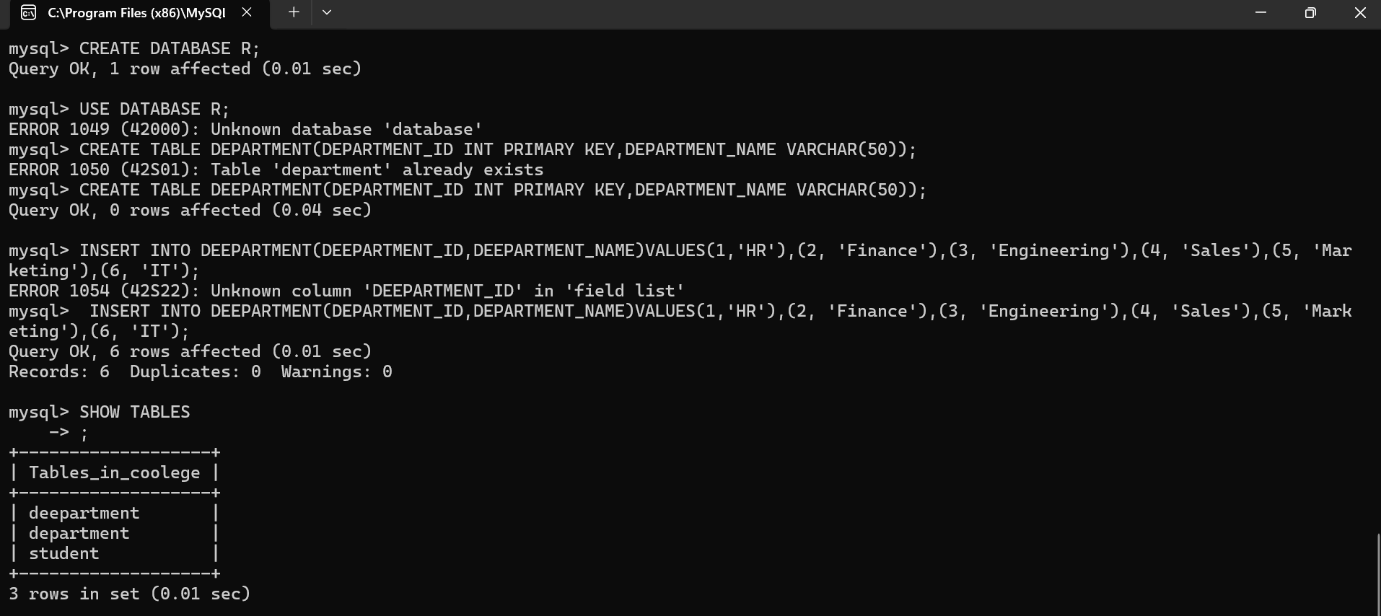 C:\Program Files (x86)\MySQl
mysql> CREATE DATABASE R;
Query OK, 1 row affected (0.01 sec)
mysql> USE DATABASE R;
ERROR 1049 (42000): Unknown database 'database'
mysql> CREATE TABLE DEPARTMENT(DEPARTMENT_ID INT PRIMARY KEY,DEPARTMENT_NAME VARCHAR(50));
ERROR 1050 (42S01): Table 'department' already exists
mysql> CREATE TABLE DEEPARTMENT(DEPARTMENT_ID INT PRIMARY KEY,DEPARTMENT_NAME VARCHAR(50));
Query OK, 0 rows affected (0.04 sec)
mysql> INSERT INTO DEEPARTMENT(DEEPARTMENT_ID,DEEPARTMENT_NAME)VALUES(1,'HR'),(2, 'Finance'),(3, 'Engineering'),(4, 'Sales'),(5, 'Mar
keting'),(6, 'IT');
ERROR 1054 (42S22): Unknown column 'DEEPARTMENT_ID' in 'field list'
mysql>  INSERT INTO DEEPARTMENT(DEPARTMENT_ID,DEPARTMENT_NAME)VALUES(1,'HR'),(2, 'Finance'),(3, 'Engineering'),(4, 'Sales'),(5, 'Mark
eting'),(6, 'IT');
Query OK, 6 rows affected (0.01 sec)
Records: 6  Duplicates: 0  Warnings: 0
mysql> SHOW TABLES
    -> ;
+-------------------+
| Tables_in_coolege |
+-------------------+
| deepartment       |
| department        |
| student           |
+-------------------+
3 rows in set (0.01 sec)